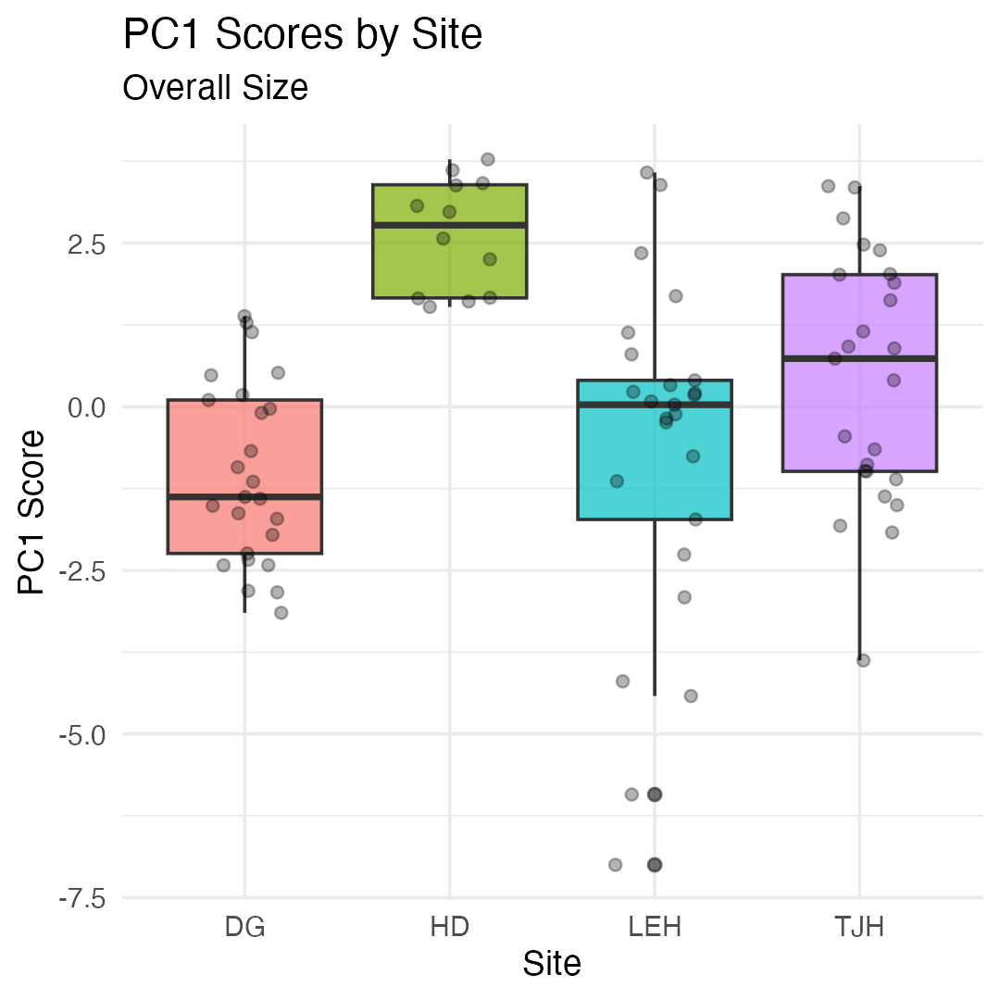 PC1 Scores by Site
Overall Size
PC1 Score
2.5
0.0
-2.5
-5.0
-7.5
DG
HD
LEH
TJH
Site